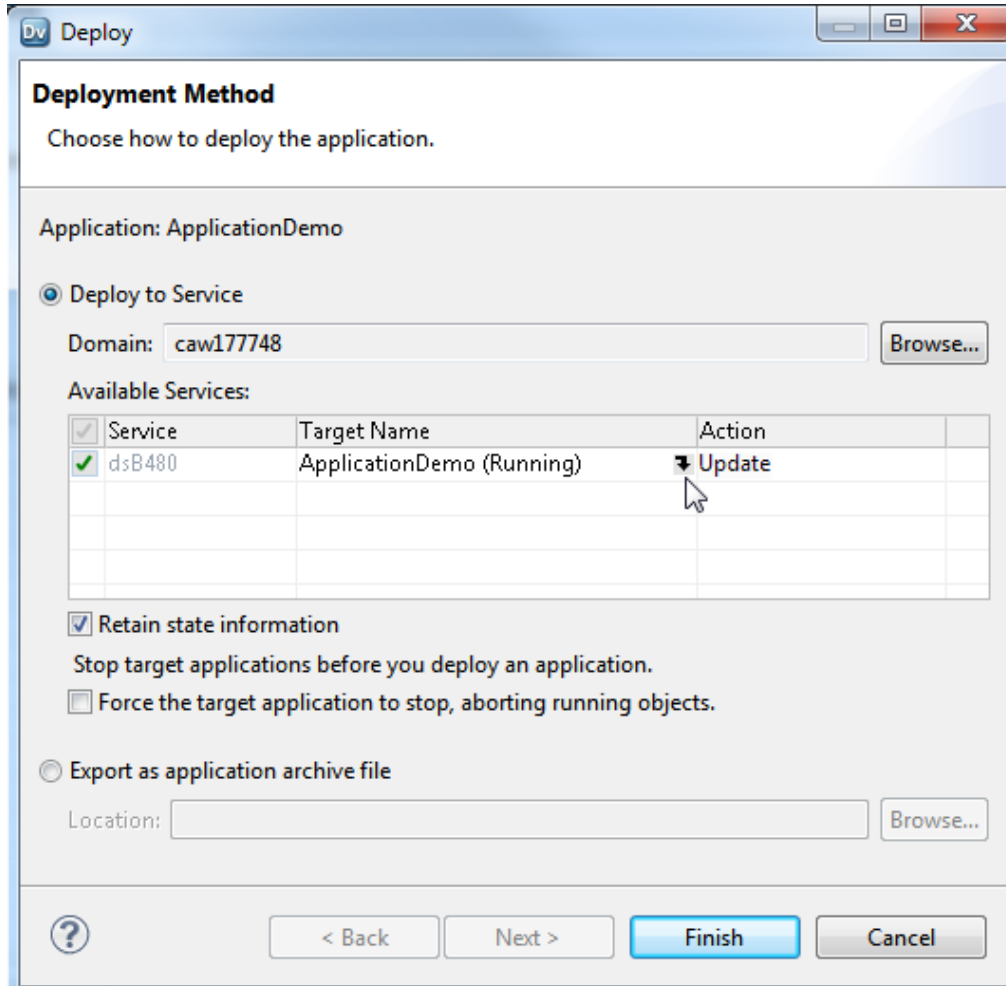 Dv Deploy
Deployment Method
Choose how to deploy the application.
Application: ApplicationDemo
Deploy to Service
Domain: caw177748 Browse...
Available Services:
Service Target Name Action
dsB480 ApplicationDemo (Running) Update
Retain state information
Stop target applications before you deploy an application.
Force the target application to stop, aborting running objects.
Export as application archive file
Location: Browse...
? < Back Next > Finish Cancel